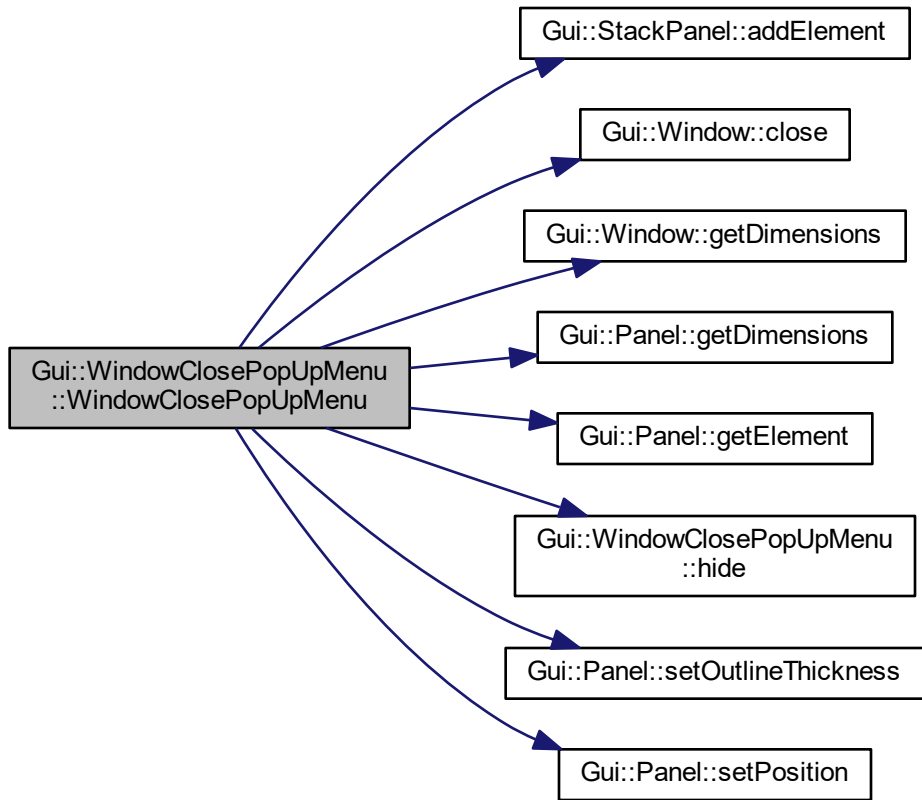 Gui::StackPanel::addElement
Gui::Window::close
Gui::Window::getDimensions
Gui::Panel::getDimensions
Gui::WindowClosePopUpMenu
::WindowClosePopUpMenu
Gui::Panel::getElement
Gui::WindowClosePopUpMenu
::hide
Gui::Panel::setOutlineThickness
Gui::Panel::setPosition